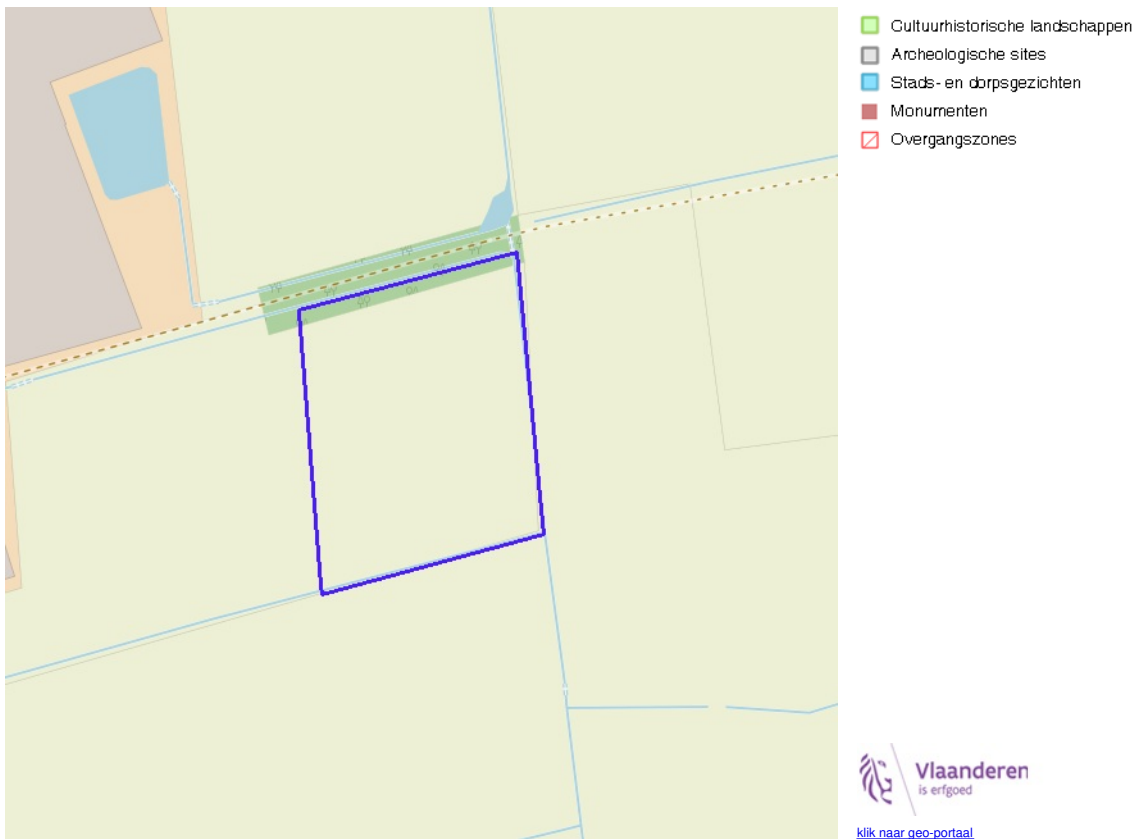 Cultuurhistorische landschappen
Archeologische sites
Stads- en dorpsgezichten
Monumenten
Overgangszones
Vlaanderen
is erfgoed
klik naar geo-portaal